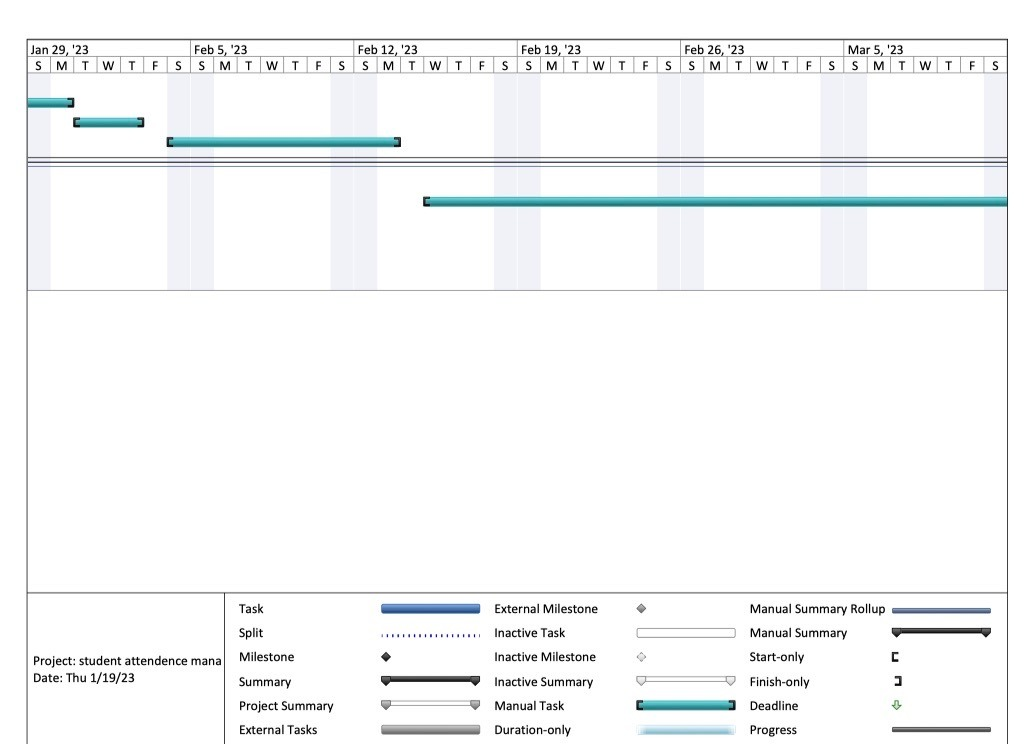 Jan 29, '23 Feb 5, '23 Feb 12, '23 Feb 19, '23 Feb 26, '23 Mar 5, '23
S M T W T F S S M T W T F S S M T W T F S S M T W T F S S M T W T F S S M T W T F S
Project: student attendence mana
Date: Thu 1/19/23
Task
Split
Milestone
Summary
Project Summary
External Tasks
External Milestone
Inactive Task
Inactive Milestone
Inactive Summary
Manual Task
Duration-only
Manual Summary Rollup
Manual Summary
Start-only
Finish-only
Deadline
Progress